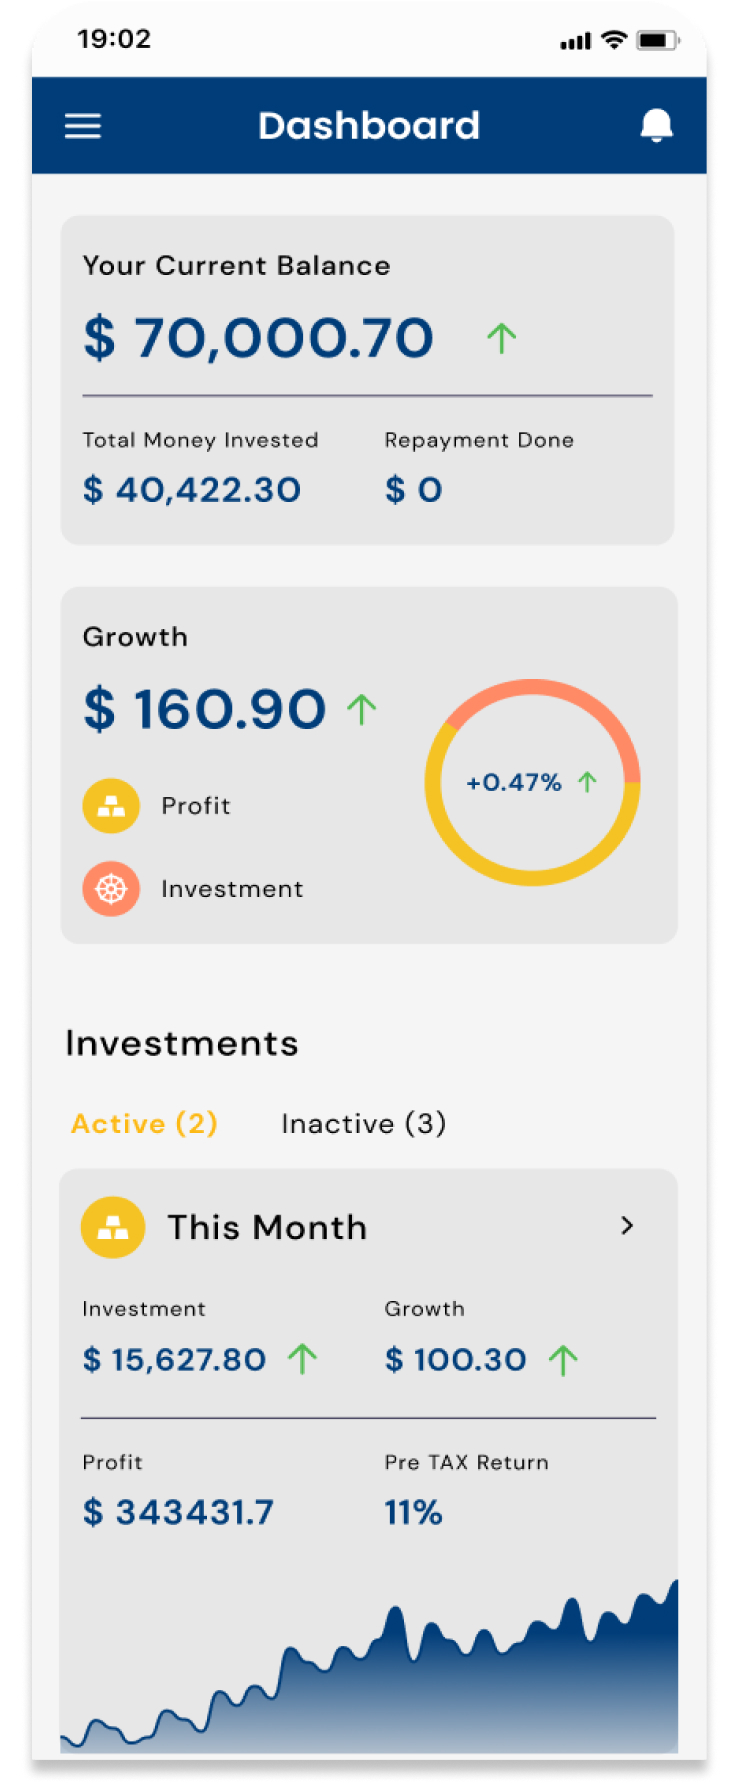 19:02
Dashboard
Your Current Balance
$ 70,000.70
Total Money Invested
Repayment Done
$ 40,422.30
$ 0
Growth
$ 160.90
+0.47%
Profit
Investment
Investments
Active (2)
Inactive (3)
This Month
Investment
Growth
$ 15,627.80
$ 100.30
Profit
Pre TAX Return
$ 343431.7
11%